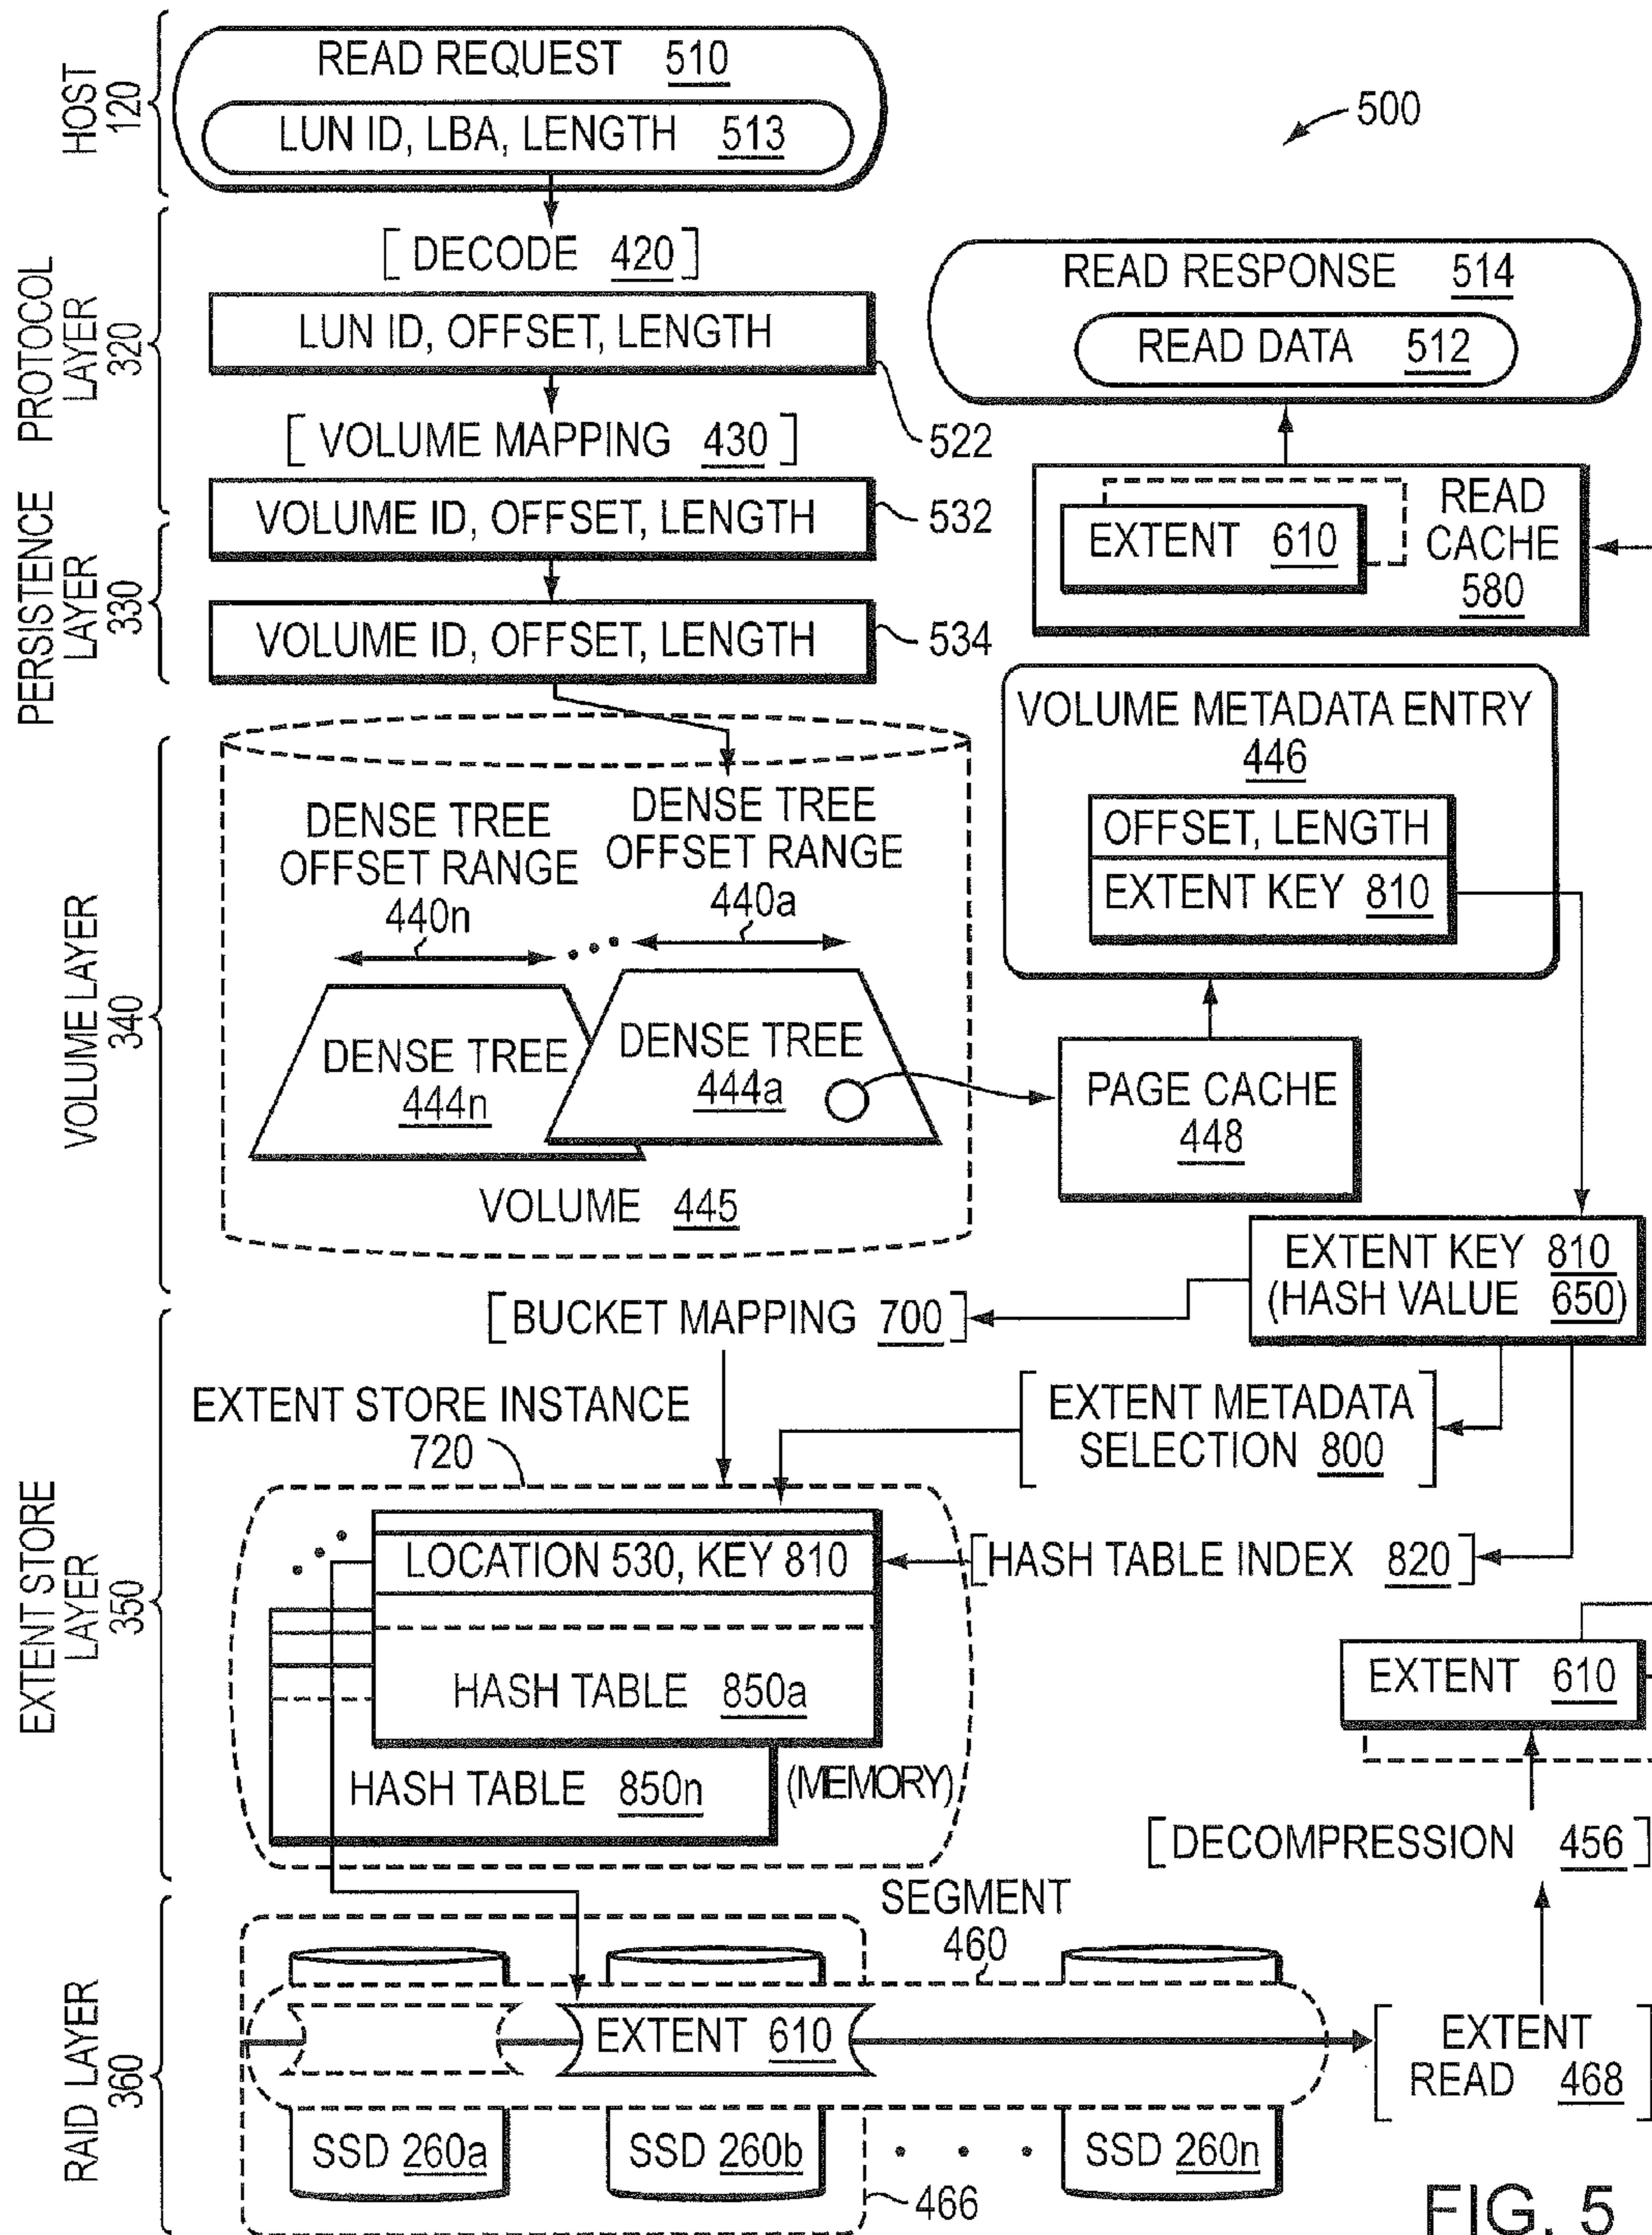 HOST
120
READ REQUEST 510
LUN ID, LBA, LENGTH 513
500
PROTOCOL
LAYER
320
[ DECODE 420 ]
LUN ID, OFFSET, LENGTH
522
[ VOLUME MAPPING 430 ]
VOLUME ID, OFFSET, LENGTH
532
PERSISTENCE
LAYER
330
VOLUME ID, OFFSET, LENGTH
534
READ RESPONSE 514
READ DATA 512
EXTENT 610
READ
CACHE
580
VOLUME LAYER
340
DENSE TREE
OFFSET RANGE
440n
DENSE TREE
OFFSET RANGE
440a
DENSE TREE
444n
DENSE TREE
444a
VOLUME 445
VOLUME METADATA ENTRY
446
OFFSET, LENGTH
EXTENT KEY 810
PAGE CACHE
448
EXTENT KEY 810
(HASH VALUE 650)
EXTENT STORE
LAYER
350
[BUCKET MAPPING 700 ]
EXTENT STORE INSTANCE
720
[ EXTENT METADATA
SELECTION 800 ]
LOCATION 530, KEY 810
[HASH TABLE INDEX 820 ]
HASH TABLE 850a
HASH TABLE 850n
(MEMORY)
EXTENT 610
[DECOMPRESSION 456 ]
RAID LAYER
360
SEGMENT
460
EXTENT 610
[ EXTENT
READ 468 ]
SSD 260a
SSD 260b
. . .
SSD 260n
466
FIG. 5